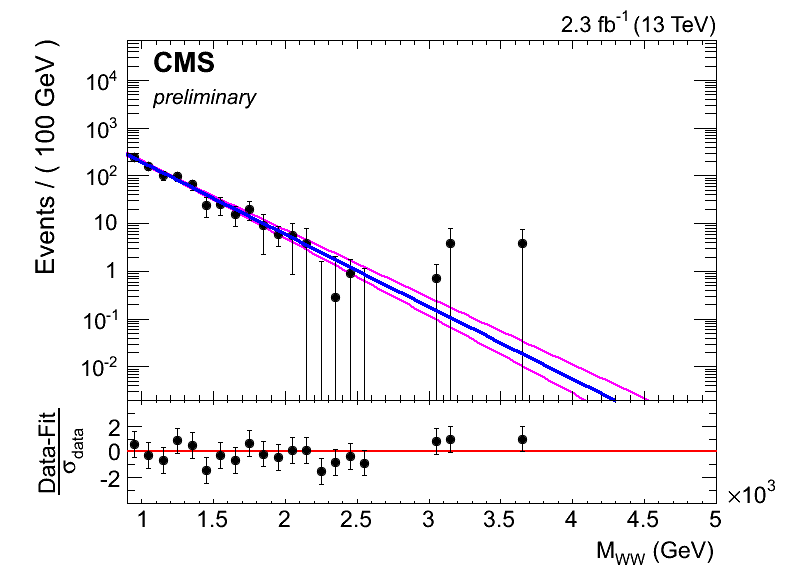 2.3 fb⁻¹ (13 TeV)
CMS
preliminary
Events / ( 100 GeV )
10⁴
10³
10²
10
1
10⁻¹
10⁻²
Data-Fit
σ_data
2
0
-2
1 1.5 2 2.5 3 3.5 4 4.5 5
×10³
M_WW (GeV)